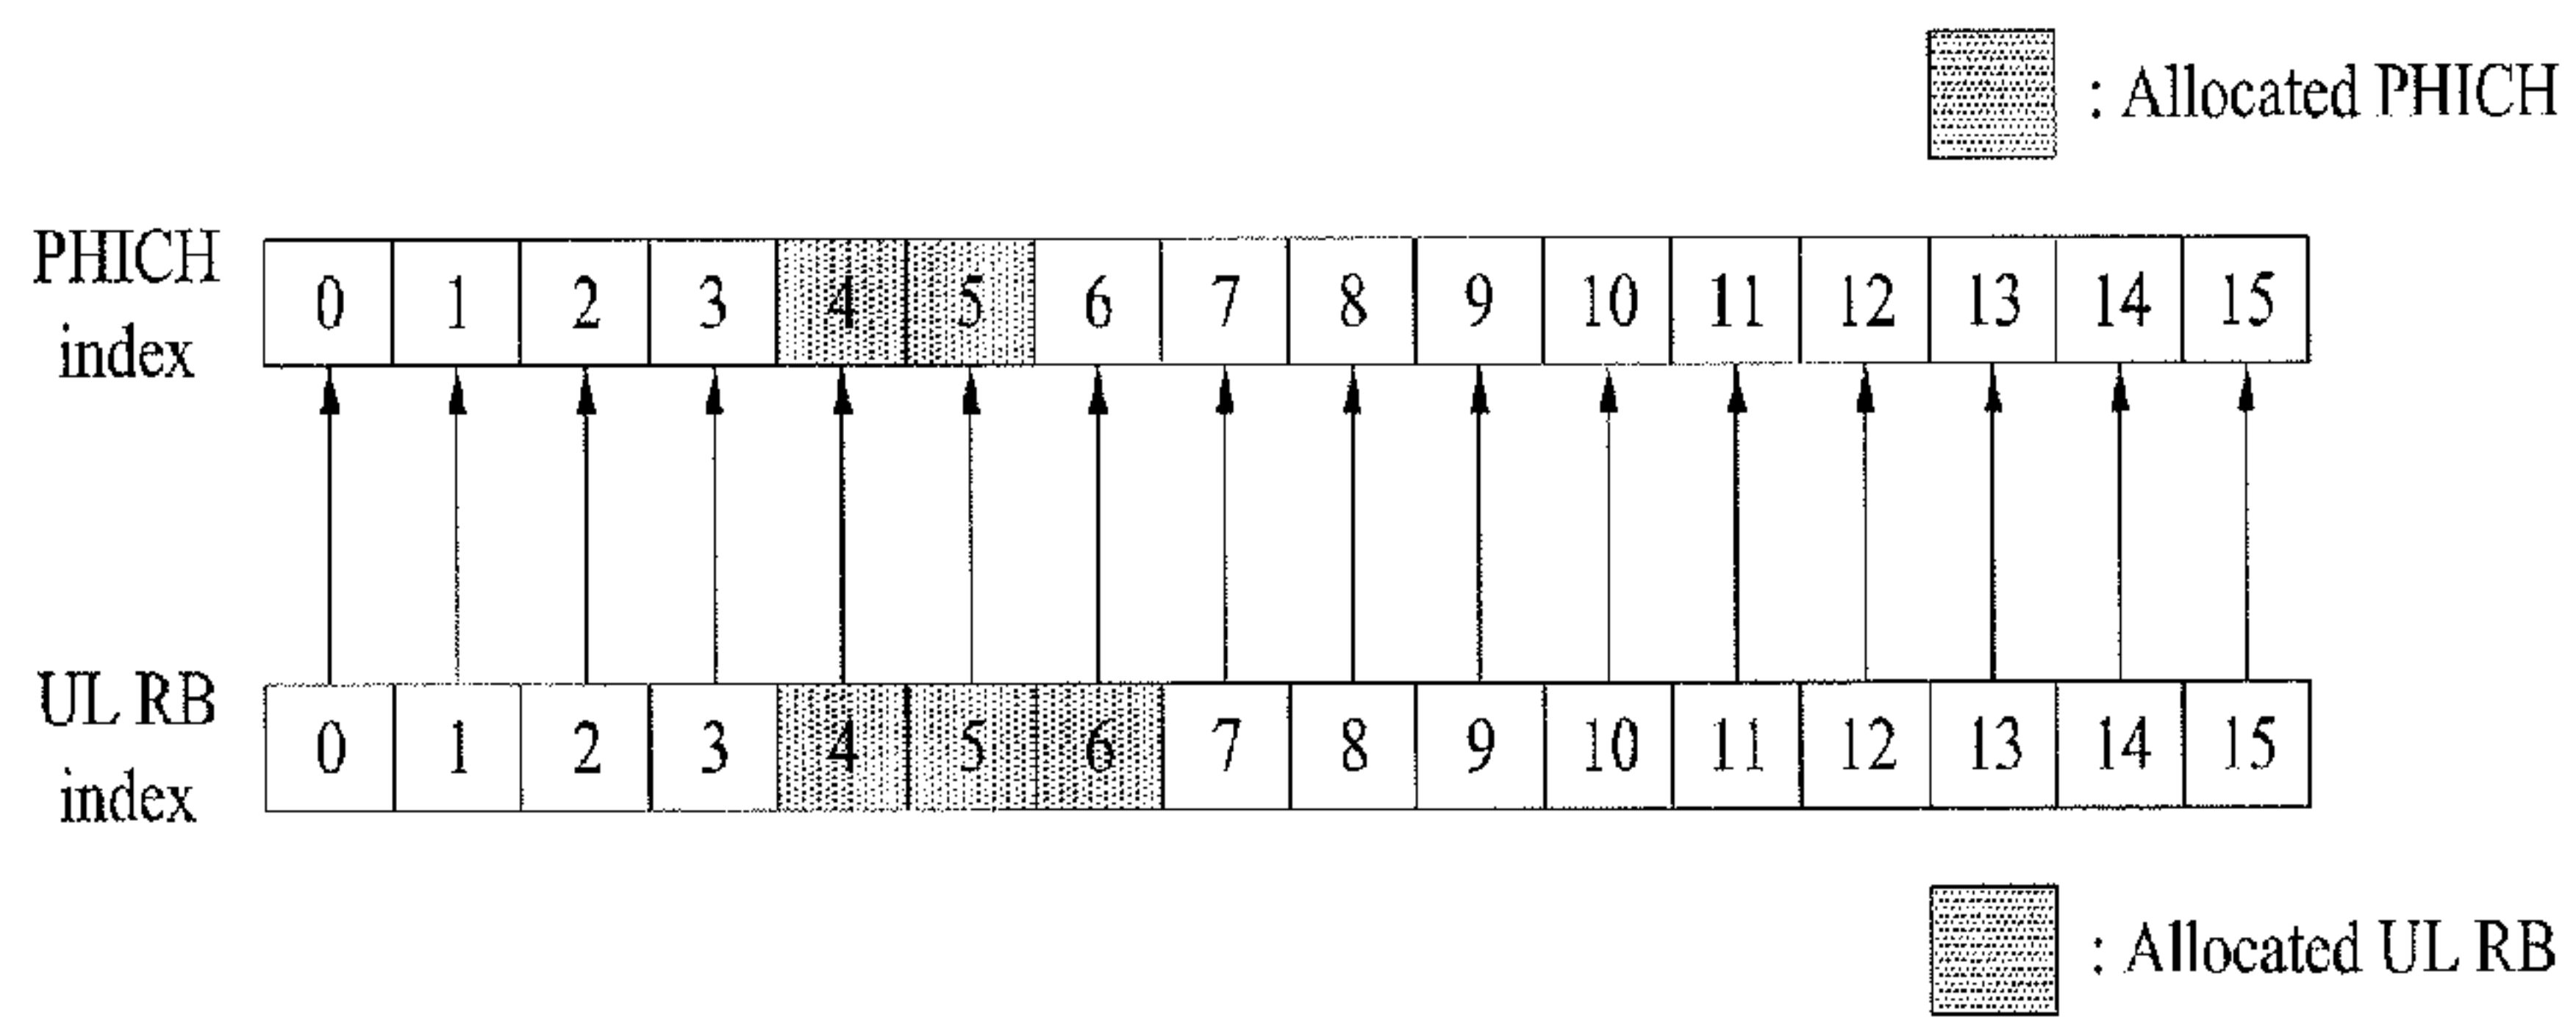 : Allocated PHICH
PHICH index
0 1 2 3 4 5 6 7 8 9 10 11 12 13 14 15
UL RB index
0 1 2 3 4 5 6 7 8 9 10 11 12 13 14 15
: Allocated UL RB